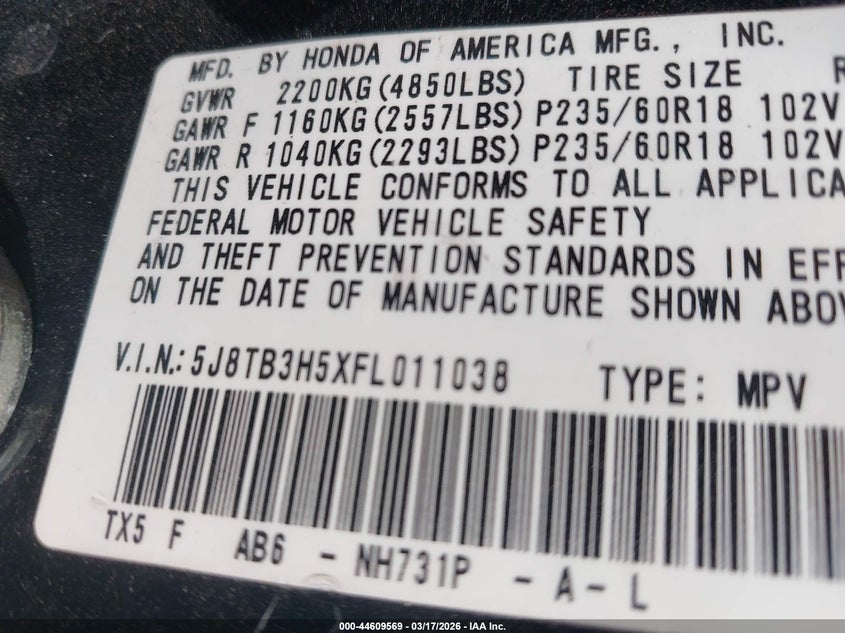 MFD. BY HONDA OF AMERICA MFG., INC.
GVWR 2200KG(4850LBS) TIRE SIZE R
GAWR F 1160KG(2557LBS) P235/60R18 102V
GAWR R 1040KG(2293LBS) P235/60R18 102V
THIS VEHICLE CONFORMS TO ALL APPLICA
FEDERAL MOTOR VEHICLE SAFETY
AND THEFT PREVENTION STANDARDS IN EFF
ON THE DATE OF MANUFACTURE SHOWN ABOV
V.I.N.: 5J8TB3H5XFL011038 TYPE: MPV
TX5 F AB6 - NH731P - A - L
000-44609569 - 03/17/2026 - IAA Inc.